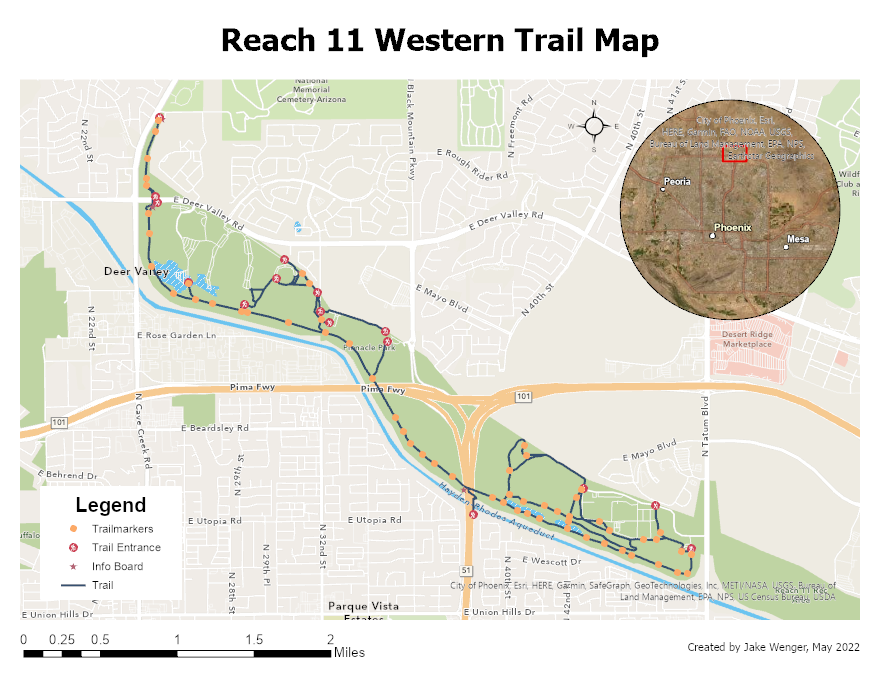 Reach 11 Western Trail Map
National
Memorial
Cemetery-Arizona
N Black Mountain Pkwy
N Freemont Rd
N 40th St
N 41st St
N
W
E
S
City of Phoenix, Esri,
HERE, Garmin, FAO, NOAA, USGS,
Bureau of Land Management, EPA, NPS,
Peoria
Phoenix
Mesa
N 22nd St
E Rough Rider Rd
E Deer Valley Rd
E Deer Valley Rd
Deer Valley
E Mayo Blvd
N 40th St
N 22nd St
E Rose Garden Ln
Pinnacle Park
Desert Ridge
Marketplace
Pima Fwy
Pima Fwy
101
101
N Cave Creek Rd
E Beardsley Rd
N Tatum Blvd
E Mayo Blvd
E Behrend Dr
N 29th St
Hayden-Rhodes Aqueduct
E Utopia Rd
E Utopia Rd
N 32nd St
N 29th Pl
N 28th St
51
E Wescott Dr
N 40th St
N 42nd
E Union Hills Dr
E Union Hills Dr
Parque Vista
Estates
Legend
Trailmarkers
Trail Entrance
Info Board
Trail
City of Phoenix, Esri, HERE, Garmin, SafeGraph, GeoTechnologies, Inc, METI/NASA, USGS, Bureau of
Land Management, EPA, NPS, US Census Bureau, USDA
Reach 11 Rec
Area
0 0.25 0.5 1 1.5 2
Miles
Created by Jake Wenger, May 2022